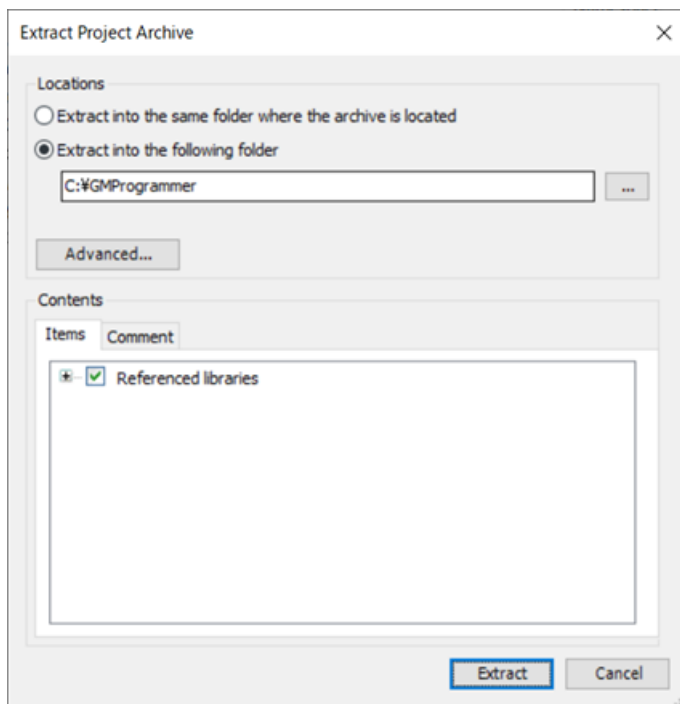 Extract Project Archive
Locations
Extract into the same folder where the archive is located
Extract into the following folder
C:¥GMProgrammer
...
Advanced...
Contents
Items Comment
Referenced libraries
Extract Cancel